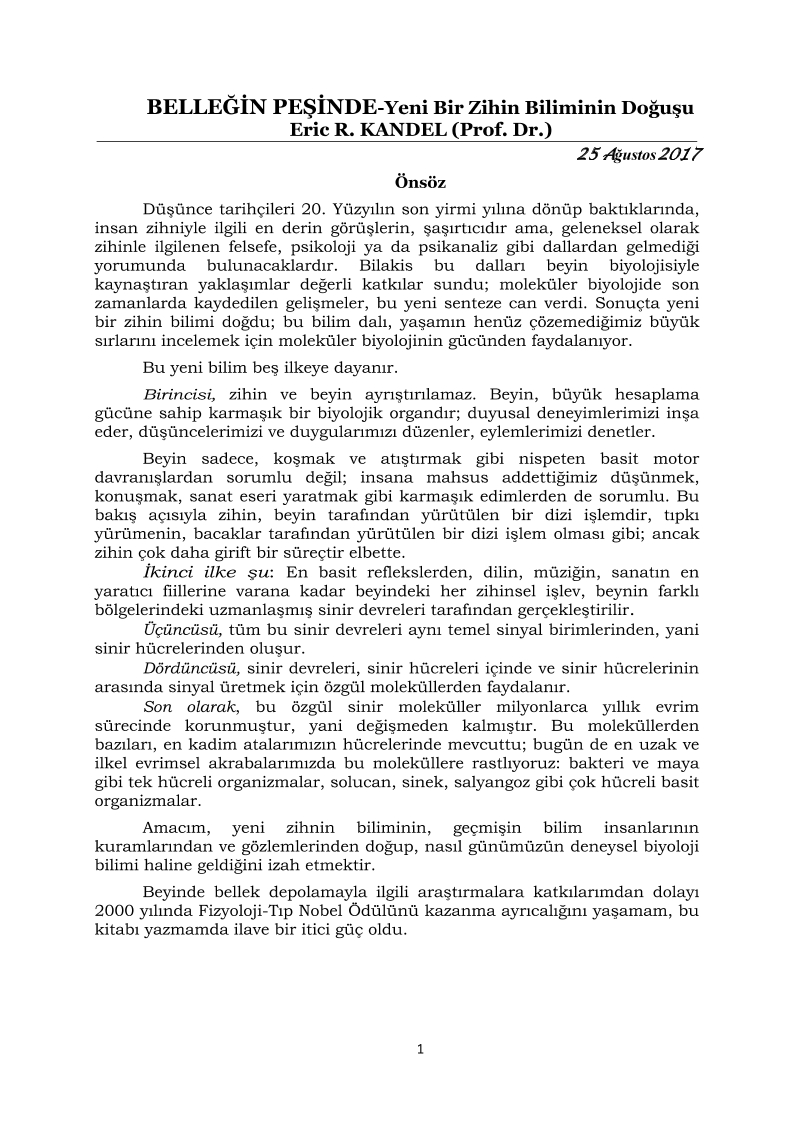 BELLEĞİN PEŞİNDE-Yeni Bir Zihin Biliminin Doğuşu
Eric R. KANDEL (Prof. Dr.)
25 Ağustos 2017
Önsöz
Düşünce tarihçileri 20. Yüzyılın son yirmi yılına dönüp baktıklarında,
insan zihniyle ilgili en derin görüşlerin, şaşırtıcıdır ama, geleneksel olarak
zihinle ilgilenen felsefe, psikoloji ya da psikanaliz gibi dallardan gelmediği
yorumunda bulunacaklardır. Bilakis bu dalları beyin biyolojisiyle
kaynaştıran yaklaşımlar değerli katkılar sundu; moleküler biyolojide son
zamanlarda kaydedilen gelişmeler, bu yeni senteze can verdi. Sonuçta yeni
bir zihin bilimi doğdu; bu bilim dalı, yaşamın henüz çözemediğimiz büyük
sırlarını incelemek için moleküler biyolojinin gücünden faydalanıyor.
Bu yeni bilim beş ilkeye dayanır.
Birincisi, zihin ve beyin ayrıştırılamaz. Beyin, büyük hesaplama
gücüne sahip karmaşık bir biyolojik organdır; duyusal deneyimlerimizi inşa
eder, düşüncelerimizi ve duygularımızı düzenler, eylemlerimizi denetler.
Beyin sadece, koşmak ve atıştırmak gibi nispeten basit motor
davranışlardan sorumlu değil; insana mahsus addettiğimiz düşünmek,
konuşmak, sanat eseri yaratmak gibi karmaşık edimlerden de sorumlu. Bu
bakış açısıyla zihin, beyin tarafından yürütülen bir dizi işlemdir, tıpkı
yürümenin, bacaklar tarafından yürütülen bir dizi işlem olması gibi; ancak
zihin çok daha girift bir süreçtir elbette.
İkinci ilke şu: En basit reflekslerden, dilin, müziğin, sanatın en
yaratıcı fiillerine varana kadar beyindeki her zihinsel işlev, beynin farklı
bölgelerindeki uzmanlaşmış sinir devreleri tarafından gerçekleştirilir.
Üçüncüsü, tüm bu sinir devreleri aynı temel sinyal birimlerinden, yani
sinir hücrelerinden oluşur.
Dördüncüsü, sinir devreleri, sinir hücreleri içinde ve sinir hücrelerinin
arasında sinyal üretmek için özgül moleküllerden faydalanır.
Son olarak, bu özgül sinir moleküller milyonlarca yıllık evrim
sürecinde korunmuştur, yani değişmeden kalmıştır. Bu moleküllerden
bazıları, en kadim atalarımızın hücrelerinde mevcuttu; bugün de en uzak ve
ilkel evrimsel akrabalarımızda bu moleküllere rastlıyoruz: bakteri ve maya
gibi tek hücreli organizmalar, solucan, sinek, salyangoz gibi çok hücreli basit
organizmalar.
Amacım, yeni zihnin biliminin, geçmişin bilim insanlarının
kuramlarından ve gözlemlerinden doğup, nasıl günümüzün deneysel biyoloji
bilimi haline geldiğini izah etmektir.
Beyinde bellek depolamayla ilgili araştırmalara katkılarımdan dolayı
2000 yılında Fizyoloji-Tıp Nobel Ödülünü kazanma ayrıcalığını yaşamam, bu
kitabı yazmamda ilave bir itici güç oldu.
1